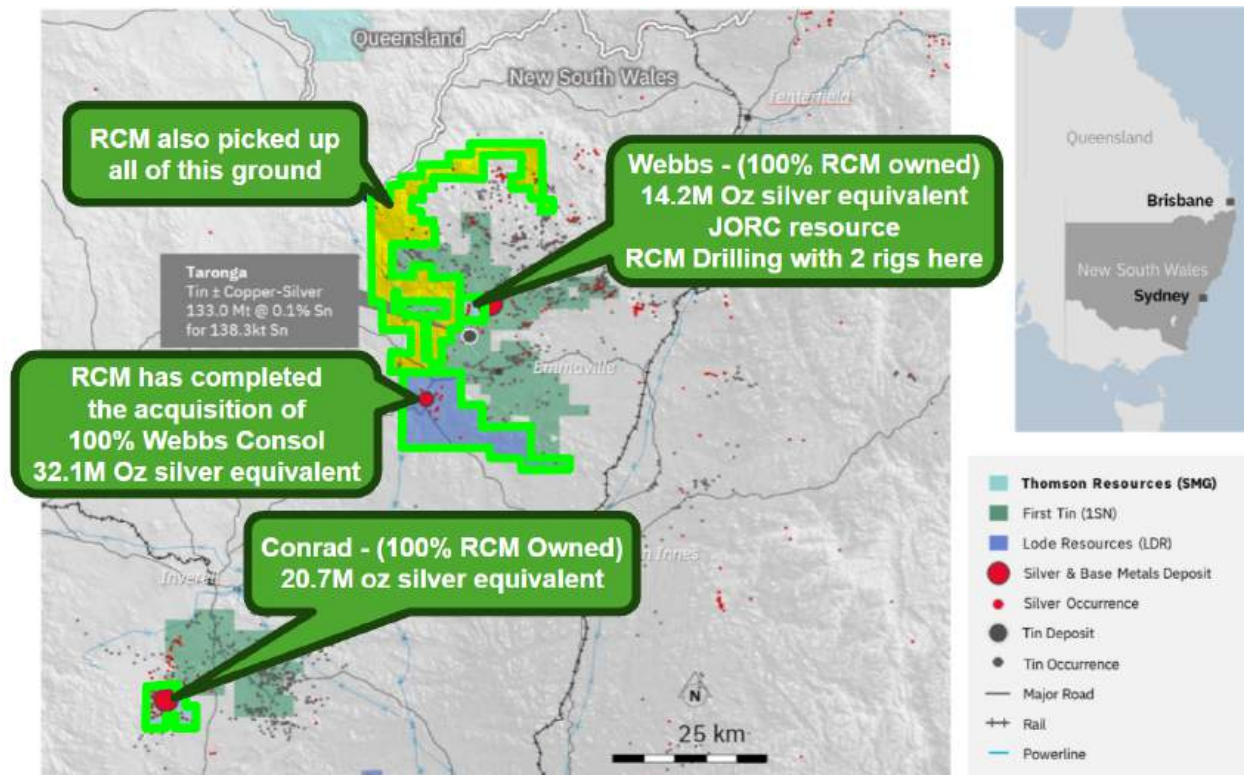 Queensland
New South Wales
Tenterfield
RCM also picked up
all of this ground
Webbs - (100% RCM owned)
14.2M Oz silver equivalent
JORC resource
RCM Drilling with 2 rigs here
Taronga
Tin ± Copper-Silver
133.0 Mt @ 0.1% Sn
for 138.3kt Sn
Emmaville
RCM has completed
the acquisition of
100% Webbs Consol
32.1M Oz silver equivalent
Conrad - (100% RCM Owned)
20.7M oz silver equivalent
Innes
Inverell
N
25 km
Queensland
Brisbane
New South Wales
Sydney
Thomson Resources (SMG)
First Tin (1SN)
Lode Resources (LDR)
Silver & Base Metals Deposit
Silver Occurrence
Tin Deposit
Tin Occurrence
Major Road
Rail
Powerline